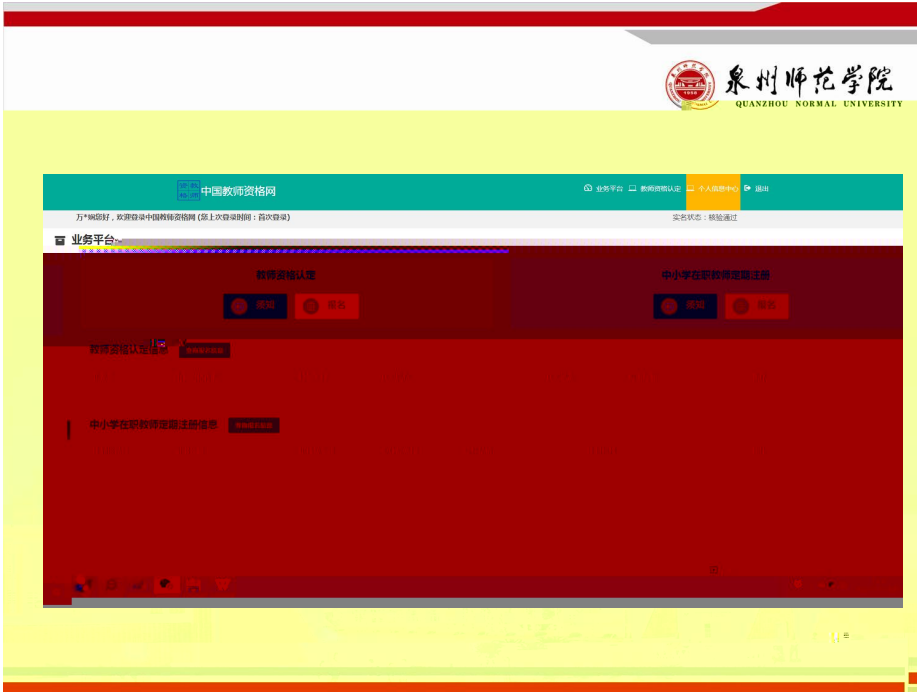 泉州师范学院
QUANZHOU NORMAL UNIVERSITY
中国教师资格网
业务平台 教师资格认定 个人信息中心 退出
万*婉您好，欢迎登录中国教师资格网 (您上次登录时间：首次登录)
实名状态：核验通过
业务平台
教师资格认定
中小学在职教师定期注册
须知 报名
须知 报名
教师资格认定信息
中小学在职教师定期注册信息